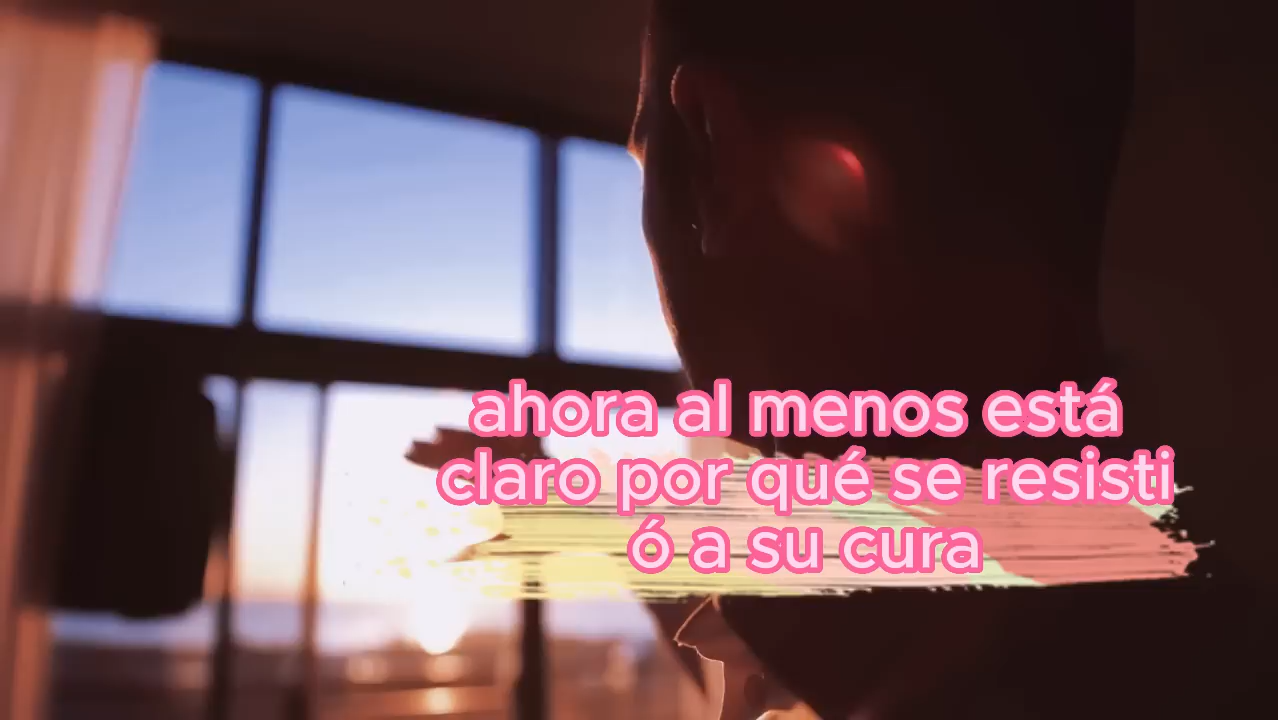 ahora al menos está
claro por qué se resisti
ó a su cura